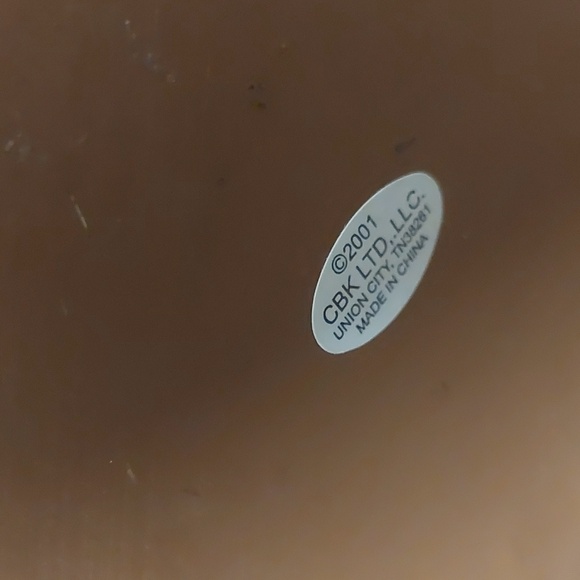 ©2001
CBK LTD., LLC.
UNION CITY, TN38261
MADE IN CHINA